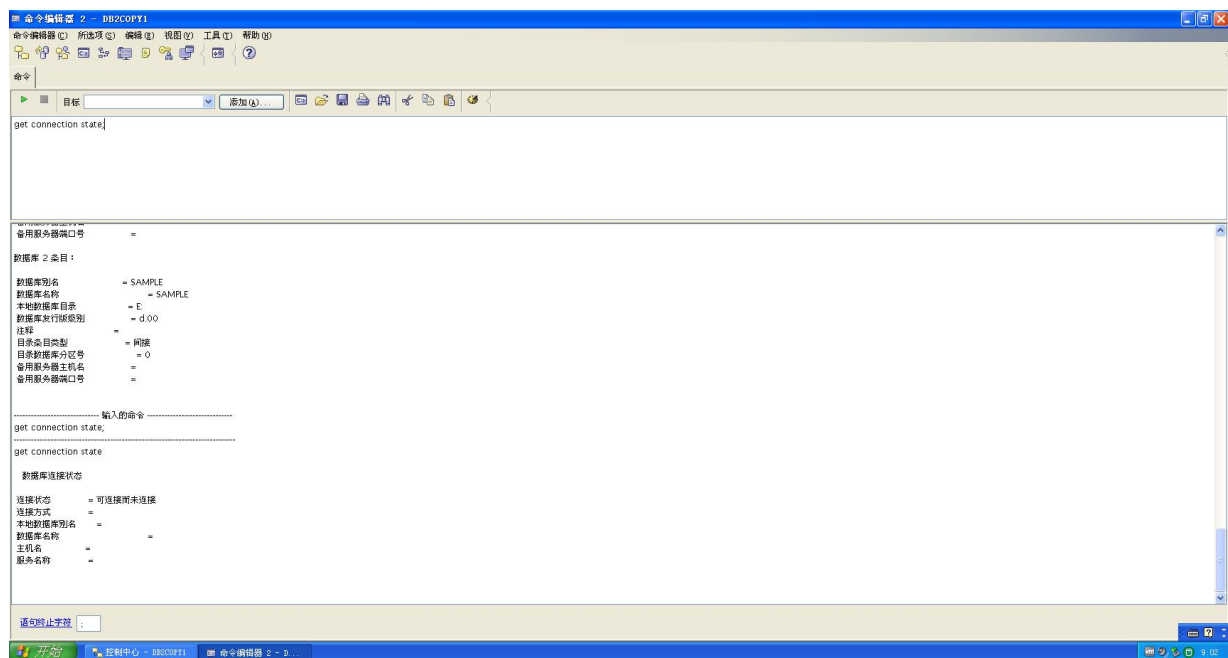 命令编辑器 2 - DB2COPY1
命令编辑器(C) 所选项(S) 编辑(E) 视图(V) 工具(T) 帮助(H)
命令
目标 添加(A)...
get connection state;
备用服务器端口号 =
数据库 2 条目：
数据库别名 = SAMPLE
数据库名称 = SAMPLE
本地数据库目录 = E:
数据库发行版级别 = d.00
注释 =
目录条目类型 = 间接
目录数据库分区号 = 0
备用服务器主机名 =
备用服务器端口号 =
------------------------------ 输入的命令 ------------------------------
get connection state;
------------------------------------------------------------------------------
get connection state
数据库连接状态
连接状态 = 可连接而未连接
连接方式 =
本地数据库别名 =
数据库名称 =
主机名 =
服务名称 =
语句终止字符 ;
开始 控制中心 - DB2COPY1 命令编辑器 2 - D... 9:02